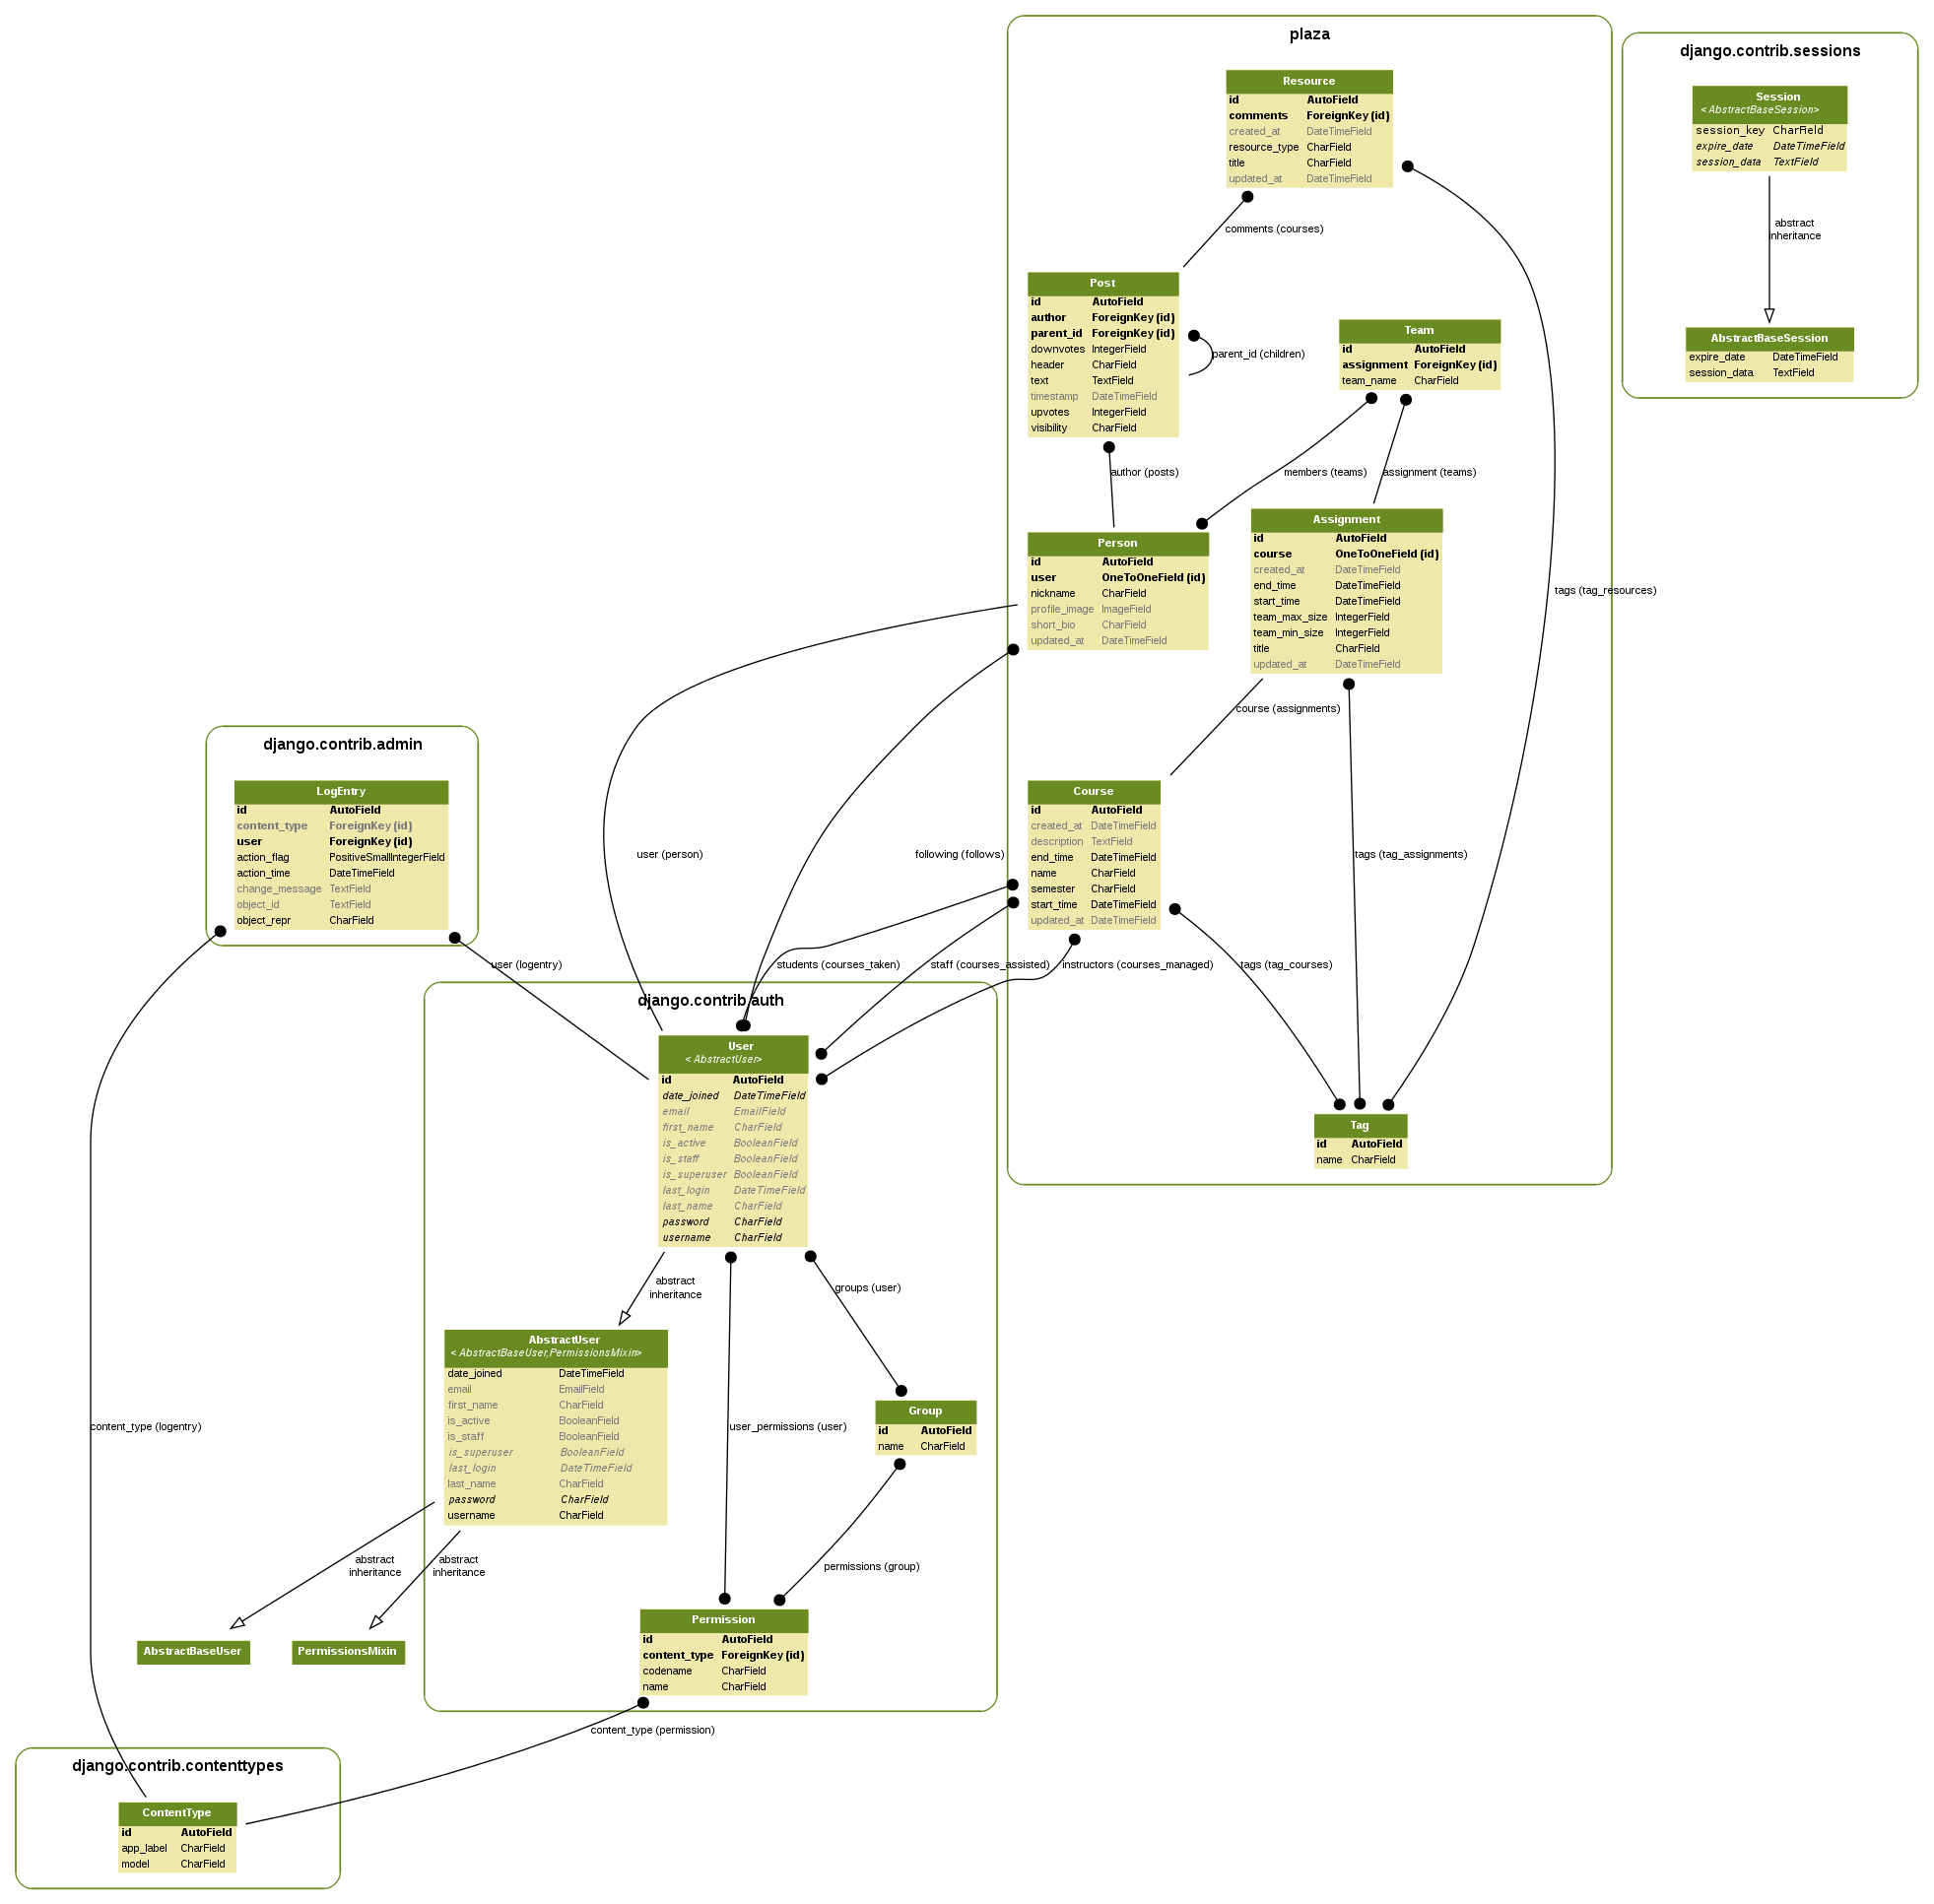 plaza
Resource
id AutoField
comments ForeignKey (id)
created_at DateTimeField
resource_type CharField
title CharField
updated_at DateTimeField
comments (courses)
Post
id AutoField
author ForeignKey (id)
parent_id ForeignKey (id)
downvotes IntegerField
header CharField
text TextField
timestamp DateTimeField
upvotes IntegerField
visibility CharField
parent_id (children)
Team
id AutoField
assignment ForeignKey (id)
team_name CharField
author (posts)
members (teams)
assignment (teams)
Person
id AutoField
user OneToOneField (id)
nickname CharField
profile_image ImageField
short_bio CharField
updated_at DateTimeField
Assignment
id AutoField
course OneToOneField (id)
created_at DateTimeField
end_time DateTimeField
start_time DateTimeField
team_max_size IntegerField
team_min_size IntegerField
title CharField
updated_at DateTimeField
tags (tag_resources)
course (assignments)
Course
id AutoField
created_at DateTimeField
description TextField
end_time DateTimeField
name CharField
semester CharField
start_time DateTimeField
updated_at DateTimeField
user (person)
following (follows)
tags (tag_assignments)
students (courses_taken)
staff (courses_assisted)
instructors (courses_managed)
tags (tag_courses)
Tag
id AutoField
name CharField
django.contrib.sessions
Session
<AbstractBaseSession>
session_key CharField
expire_date DateTimeField
session_data TextField
abstract
inheritance
AbstractBaseSession
expire_date DateTimeField
session_data TextField
django.contrib.admin
LogEntry
id AutoField
content_type ForeignKey (id)
user ForeignKey (id)
action_flag PositiveSmallIntegerField
action_time DateTimeField
change_message TextField
object_id TextField
object_repr CharField
user (logentry)
content_type (logentry)
django.contrib.auth
User
<AbstractUser>
id AutoField
date_joined DateTimeField
email EmailField
first_name CharField
is_active BooleanField
is_staff BooleanField
is_superuser BooleanField
last_login DateTimeField
last_name CharField
password CharField
username CharField
abstract
inheritance
groups (user)
AbstractUser
<AbstractBaseUser,PermissionsMixin>
date_joined DateTimeField
email EmailField
first_name CharField
is_active BooleanField
is_staff BooleanField
is_superuser BooleanField
last_login DateTimeField
last_name CharField
password CharField
username CharField
user_permissions (user)
Group
id AutoField
name CharField
abstract
inheritance
abstract
inheritance
permissions (group)
AbstractBaseUser
PermissionsMixin
Permission
id AutoField
content_type ForeignKey (id)
codename CharField
name CharField
content_type (permission)
django.contrib.contenttypes
ContentType
id AutoField
app_label CharField
model CharField